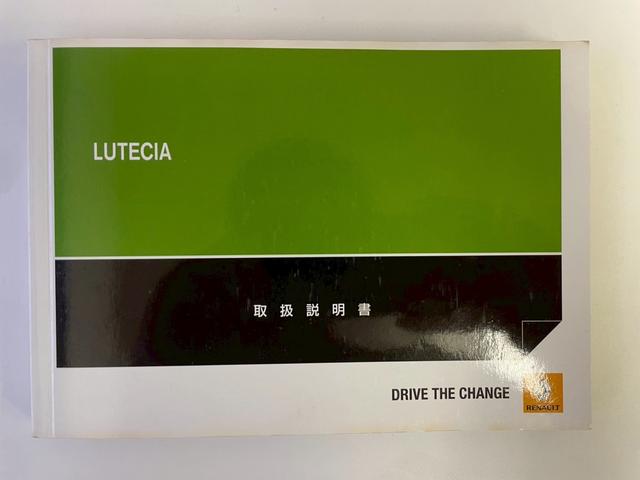 LUTECIA
取扱説明書
DRIVE THE CHANGE
RENAULT